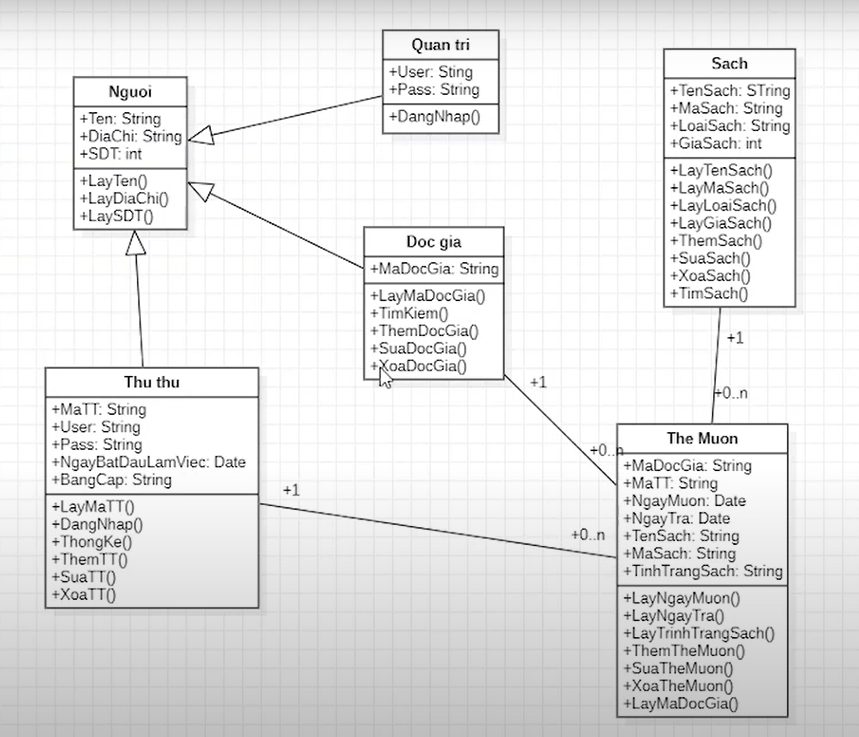 Quan tri
+User: Sting
+Pass: String
+DangNhap()
Nguoi
+Ten: String
+DiaChi: String
+SDT: int
+LayTen()
+LayDiaChi()
+LaySDT()
Sach
+TenSach: STring
+MaSach: String
+LoaiSach: String
+GiaSach: int
+LayTenSach()
+LayMaSach()
+LayLoaiSach()
+LayGiaSach()
+ThemSach()
+SuaSach()
+XoaSach()
+TimSach()
Doc gia
+MaDocGia: String
+LayMaDocGia()
+TimKiem()
+ThemDocGia()
+SuaDocGia()
+XoaDocGia()
+1
+0..n
+1
+0..n
Thu thu
+MaTT: String
+User: String
+Pass: String
+NgayBatDauLamViec: Date
+BangCap: String
+LayMaTT()
+DangNhap()
+ThongKe()
+ThemTT()
+SuaTT()
+XoaTT()
+1
+0..n
The Muon
+MaDocGia: String
+MaTT: String
+NgayMuon: Date
+NgayTra: Date
+TenSach: String
+MaSach: String
+TinhTrangSach: String
+LayNgayMuon()
+LayNgayTra()
+LayTrinhTrangSach()
+ThemTheMuon()
+SuaTheMuon()
+XoaTheMuon()
+LayMaDocGia()